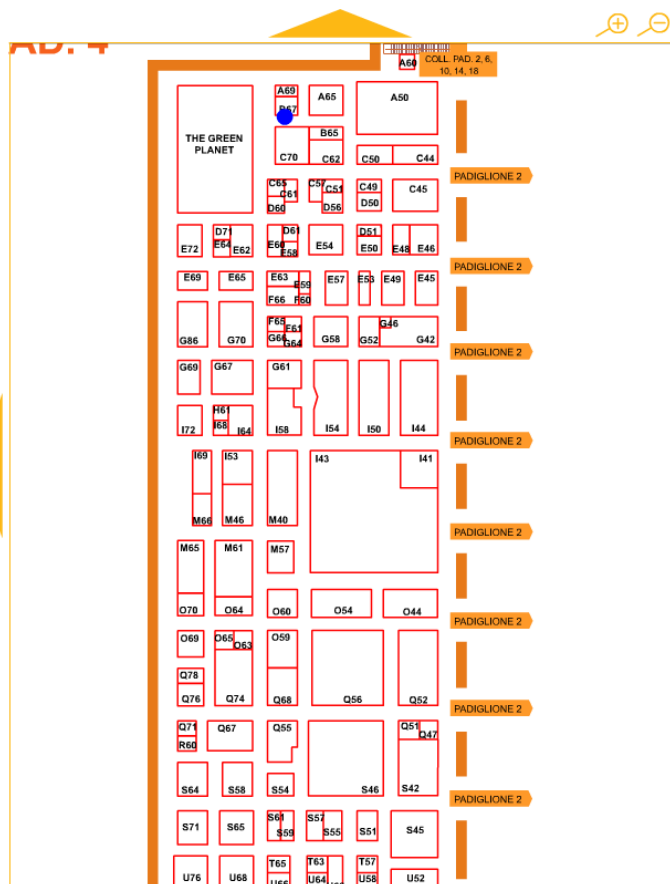 AD. 4
A60
COLL. PAD. 2, 6,
10, 14, 18
A69
A65
A50
THE GREEN
PLANET
B65
C70
C62
C50
C44
PADIGLIONE 2
C65
C61
C57
C51
C49
C45
D60
D56
D50
D71
D61
D51
E72
E64
E62
E60
E58
E54
E50
E48
E46
PADIGLIONE 2
E69
E65
E63
E59
E57
E53
E49
E45
F66
F60
F65
E61
G46
G86
G70
G66
G64
G58
G52
G42
PADIGLIONE 2
G69
G67
G61
H61
I72
I68
I64
I58
I54
I50
I44
PADIGLIONE 2
I69
I53
I43
I41
M66
M46
M40
PADIGLIONE 2
M65
M61
M57
O70
O64
O60
O54
O44
PADIGLIONE 2
O69
O65
O63
O59
Q78
Q76
Q74
Q68
Q56
Q52
PADIGLIONE 2
Q71
Q67
Q55
Q51
Q47
R60
S64
S58
S54
S46
S42
PADIGLIONE 2
S71
S65
S61
S59
S57
S55
S51
S45
T65
T63
T57
U76
U68
U66
U64
U58
U52